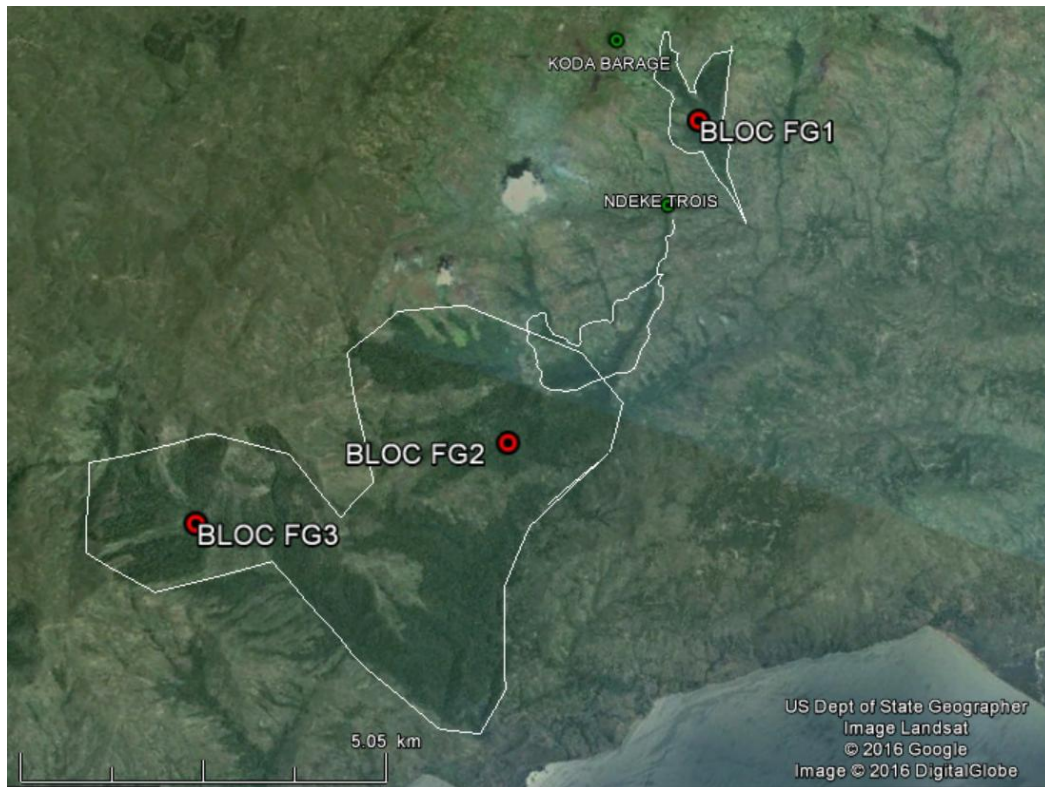 KODA BARAGE
BLOC FG1
NDEKE TROIS
BLOC FG2
BLOC FG3
5.05 km
US Dept of State Geographer
Image Landsat
© 2016 Google
Image © 2016 DigitalGlobe